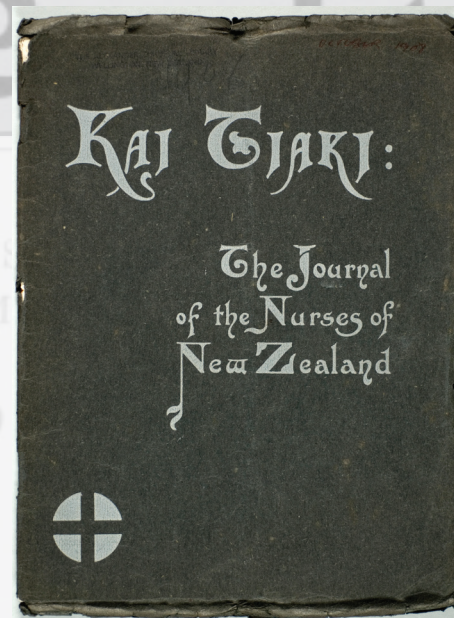 Kai Tiaki:
The Journal
of the Nurses of
New Zealand